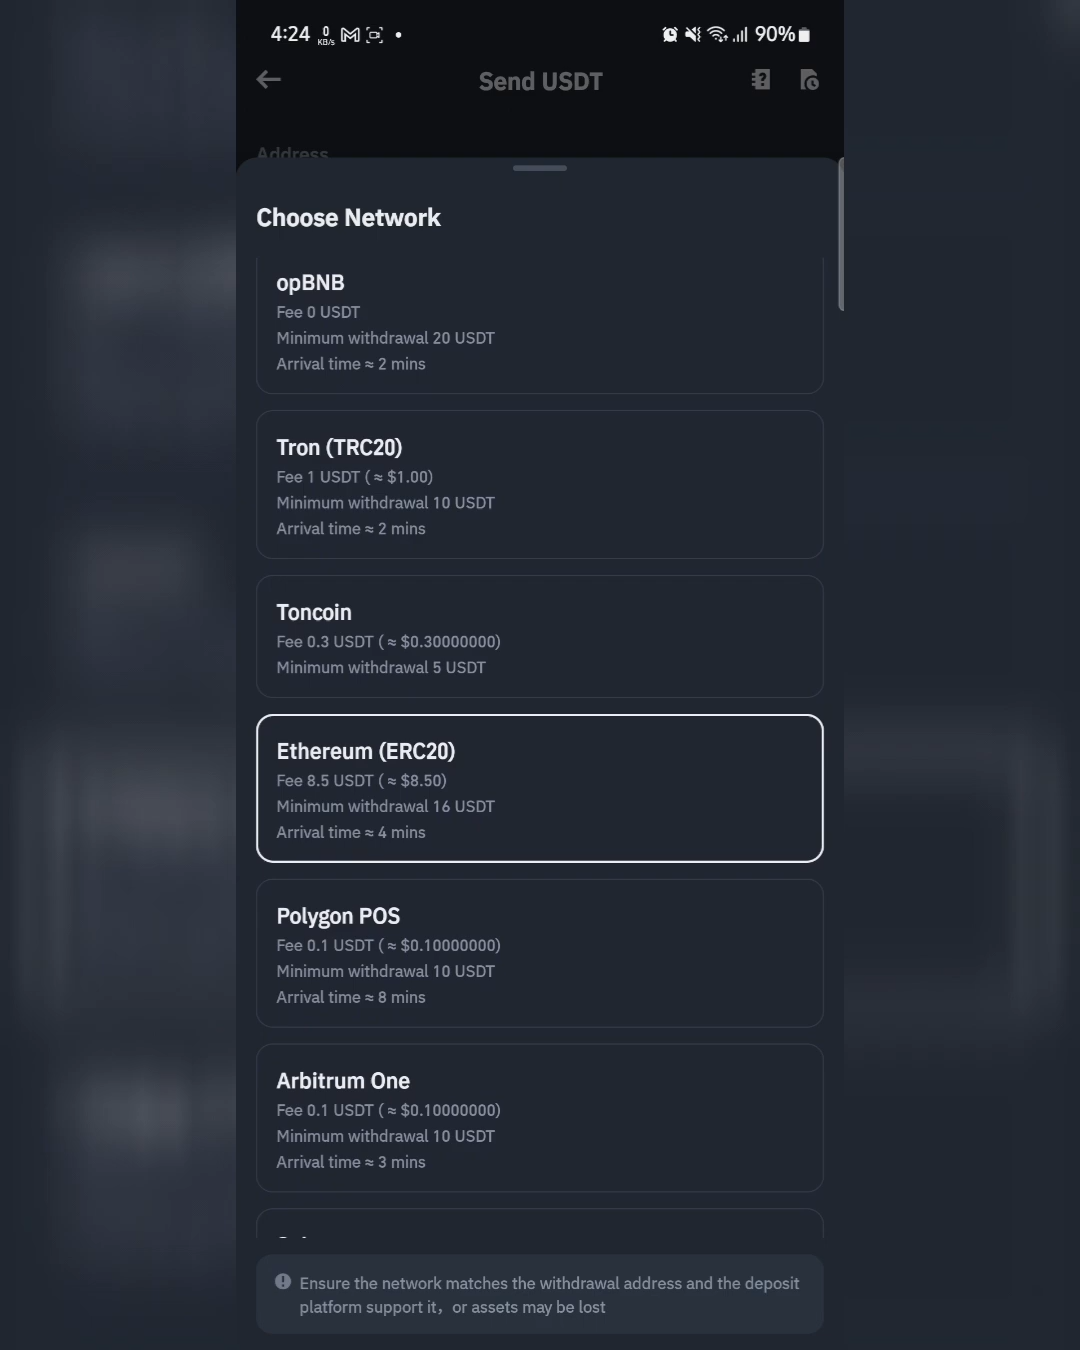 4:24 0 KB/s 90%
Send USDT
Address
Choose Network
opBNB
Fee 0 USDT
Minimum withdrawal 20 USDT
Arrival time ≈ 2 mins
Tron (TRC20)
Fee 1 USDT ( ≈ $1.00)
Minimum withdrawal 10 USDT
Arrival time ≈ 2 mins
Toncoin
Fee 0.3 USDT ( ≈ $0.30000000)
Minimum withdrawal 5 USDT
Ethereum (ERC20)
Fee 8.5 USDT ( ≈ $8.50)
Minimum withdrawal 16 USDT
Arrival time ≈ 4 mins
Polygon POS
Fee 0.1 USDT ( ≈ $0.10000000)
Minimum withdrawal 10 USDT
Arrival time ≈ 8 mins
Arbitrum One
Fee 0.1 USDT ( ≈ $0.10000000)
Minimum withdrawal 10 USDT
Arrival time ≈ 3 mins
Ensure the network matches the withdrawal address and the deposit
platform support it，or assets may be lost